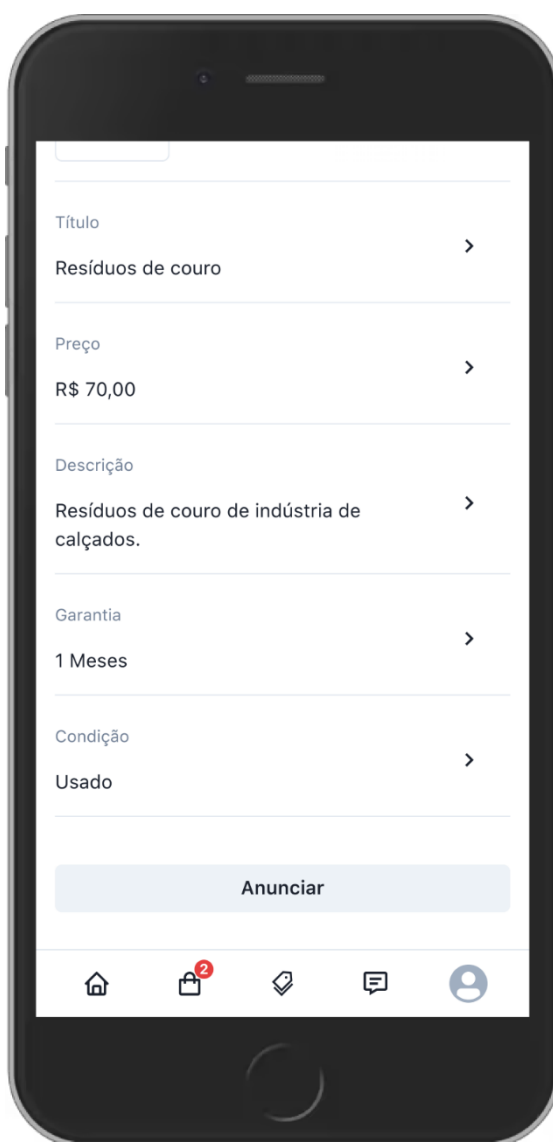 Título
Resíduos de couro
Preço
R$ 70,00
Descrição
Resíduos de couro de indústria de
calçados.
Garantia
1 Meses
Condição
Usado
Anunciar
2